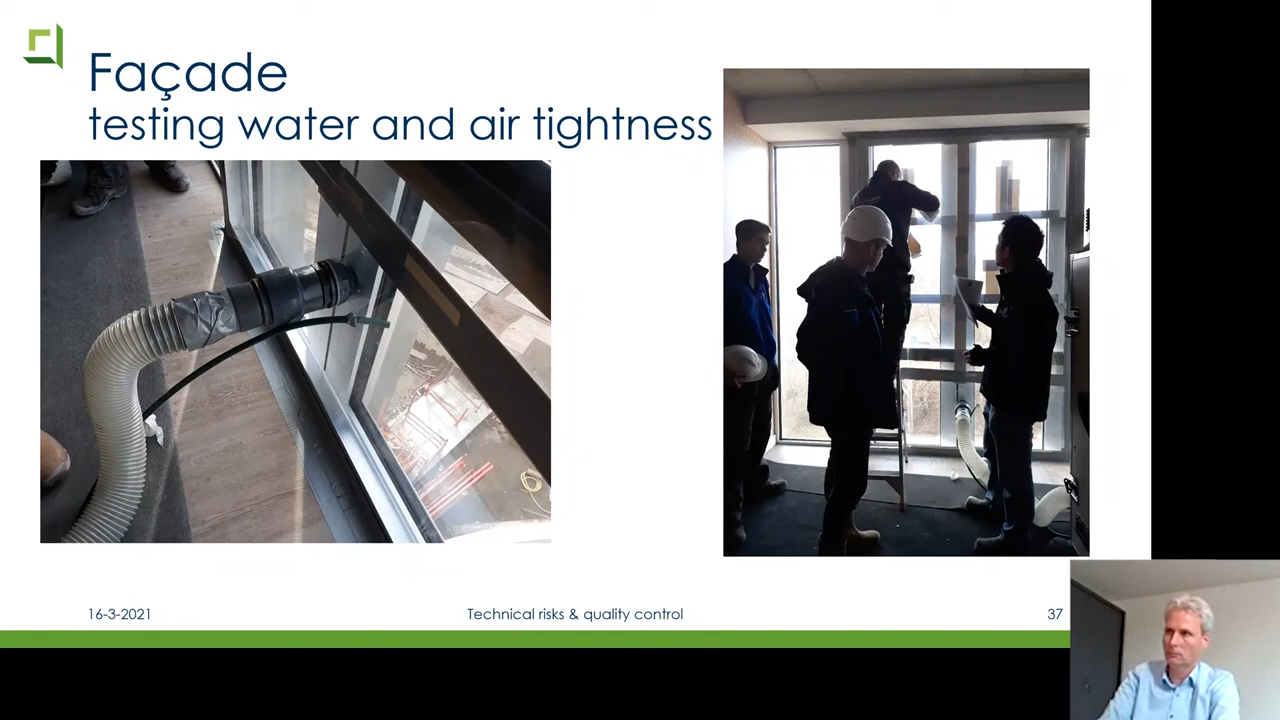 Façade
testing water and air tightness
16-3-2021
Technical risks & quality control
37